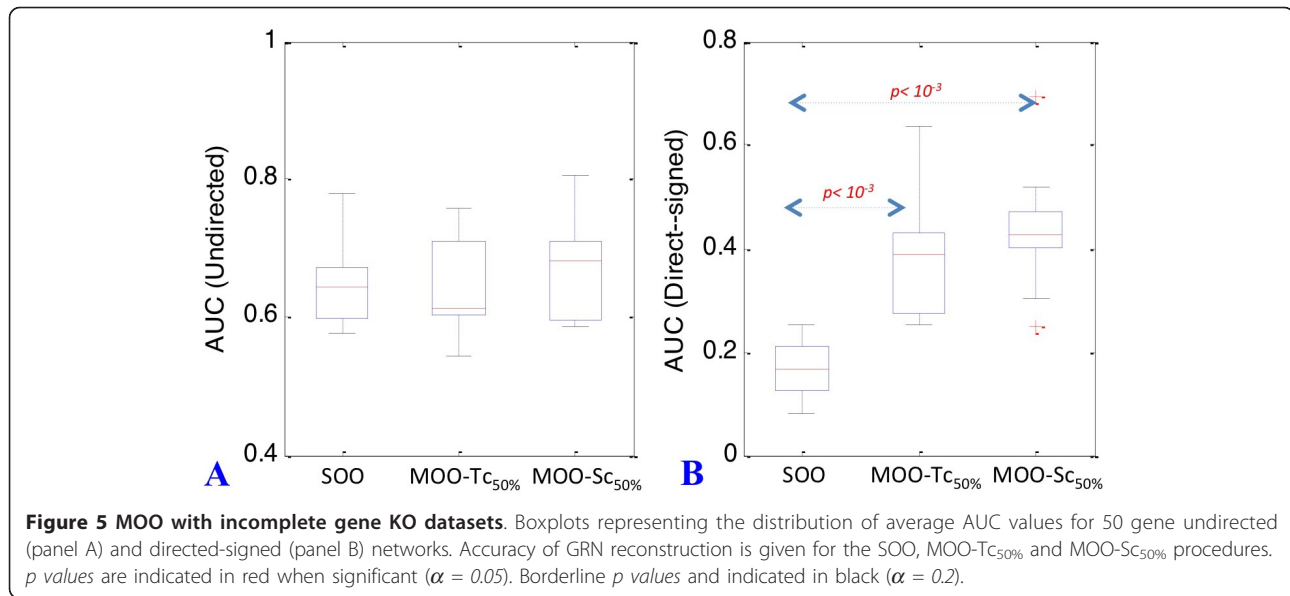 1
0.8
0.6
0.4
AUC (Undirected)
A
SOO
MOO-Tc50%
MOO-Sc50%
0.8
0.6
0.4
0.2
0
AUC (Direct--signed)
p< 10-3
p< 10-3
B
SOO
MOO-Tc50%
MOO-Sc50%
Figure 5 MOO with incomplete gene KO datasets. Boxplots representing the distribution of average AUC values for 50 gene undirected
(panel A) and directed-signed (panel B) networks. Accuracy of GRN reconstruction is given for the SOO, MOO-Tc50% and MOO-Sc50% procedures.
p values are indicated in red when significant (α = 0.05). Borderline p values and indicated in black (α = 0.2).